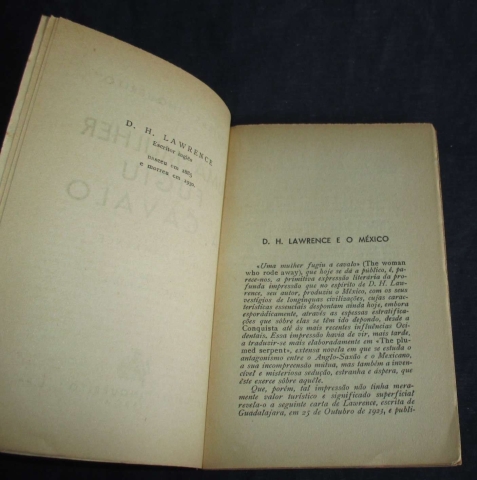 D. H. LAWRENCE
Escritor inglês
nasceu em 1885
e morreu em 1930.
D. H. LAWRENCE E O MÉXICO
«Uma mulher fugiu a cavalo» (The woman
who rode away), que hoje se dá a público, é, pa-
rece-nos, a primitiva expressão literária da pro-
funda impressão que no espírito de D. H. Law-
rence, seu autor, produziu o México, com os seus
vestígios de longínquas civilizações, cujas carac-
terísticas essenciais despontam ainda hoje, embora
esporàdicamente, através as espessas estratifica-
ções que sôbre elas se têm ido depondo, desde a
Conquista até às mais recentes influências Oci-
dentais. Essa impressão havia de vir, mais tarde,
a traduzir-se mais elaboradamente em «The plu-
med serpent», extensa novela em que se estuda o
antagonismo entre o Anglo-Saxão e o Mexicano,
a sua incompreensão mútua, mas também a inven-
cível e misteriosa sedução, estranha e áspera, que
êste exerce sôbre aquêle.
Que, porém, tal impressão não tinha mera-
mente valor turístico e significado superficial
revela-o a seguinte carta de Lawrence, escrita de
Guadalajara, em 25 de Outubro de 1923, e publi-